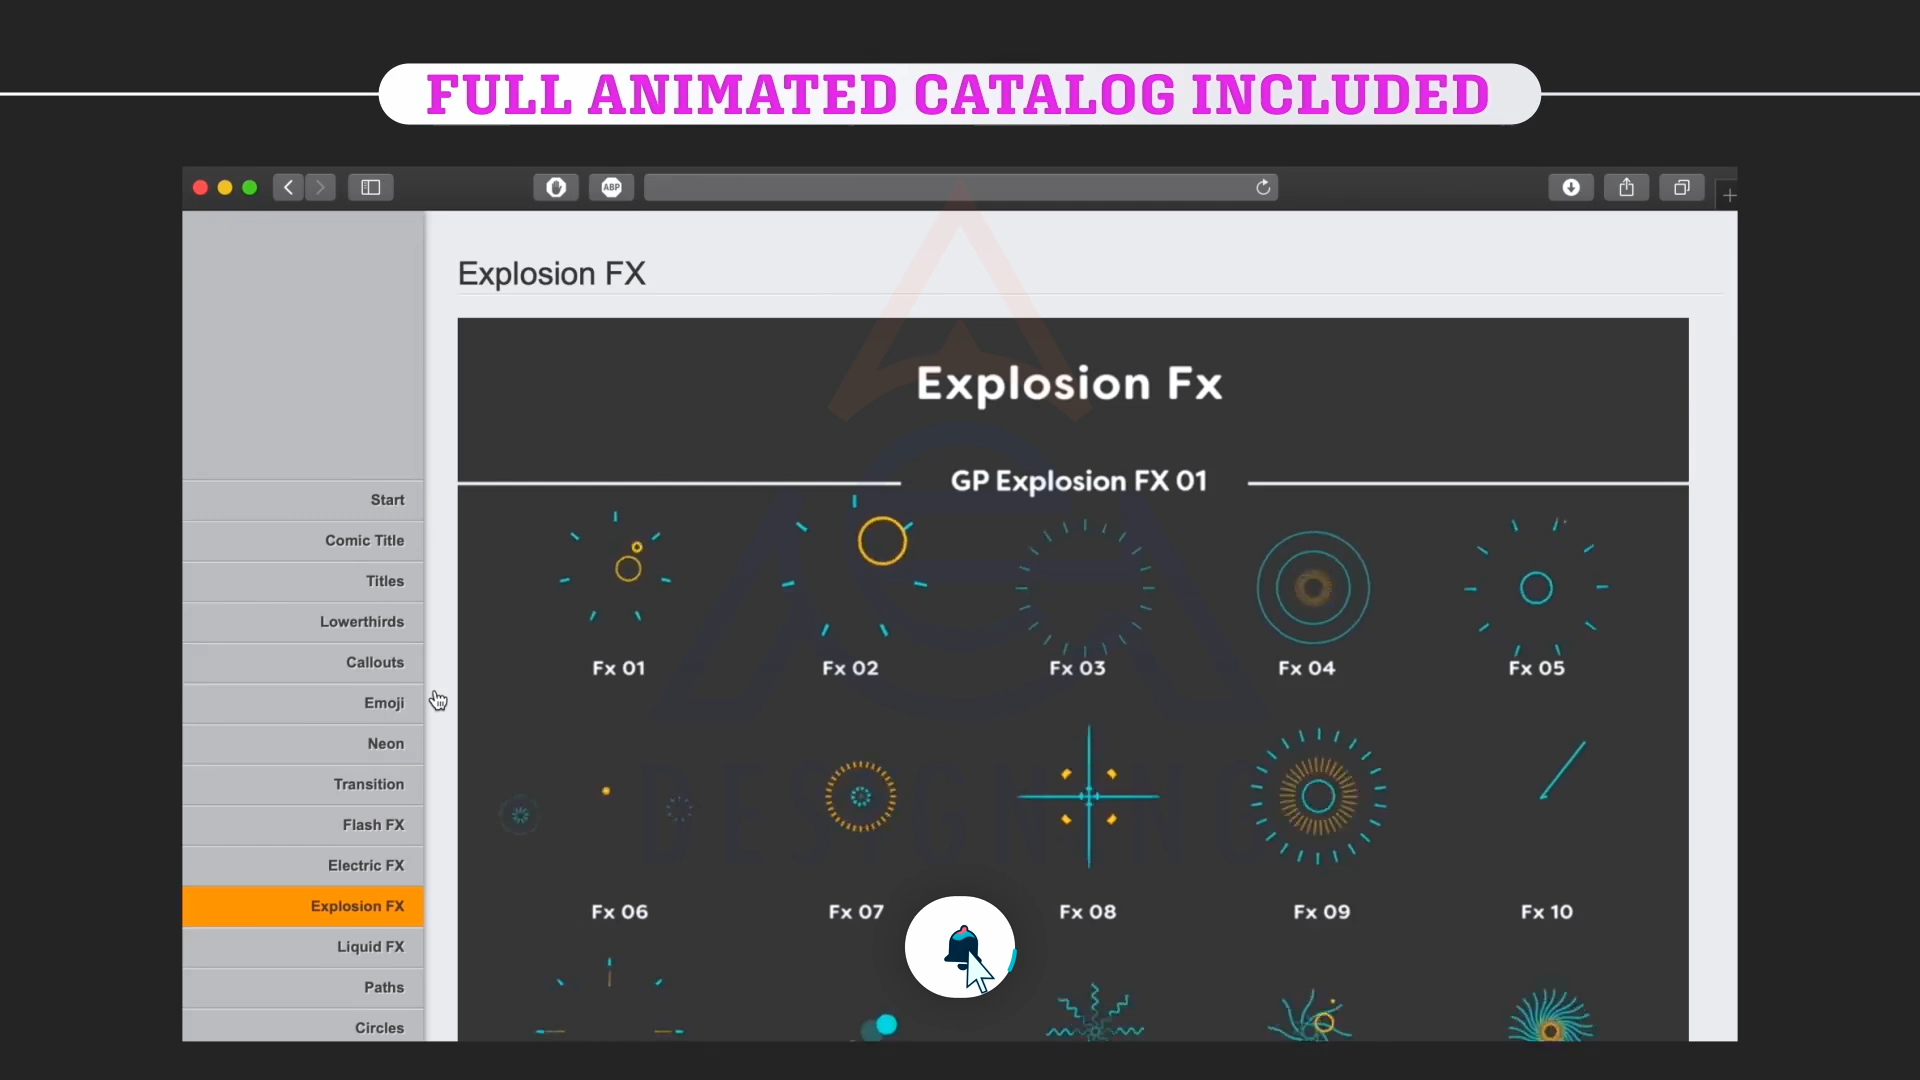 FULL ANIMATED CATALOG INCLUDED
ABP
Explosion FX
Explosion Fx
GP Explosion FX 01
Start
Comic Title
Titles
Lowerthirds
Callouts
Emoji
Neon
Transition
Flash FX
Electric FX
Explosion FX
Liquid FX
Paths
Circles
Fx 01
Fx 02
Fx 03
Fx 04
Fx 05
Fx 06
Fx 07
Fx 08
Fx 09
Fx 10
DESIGNING